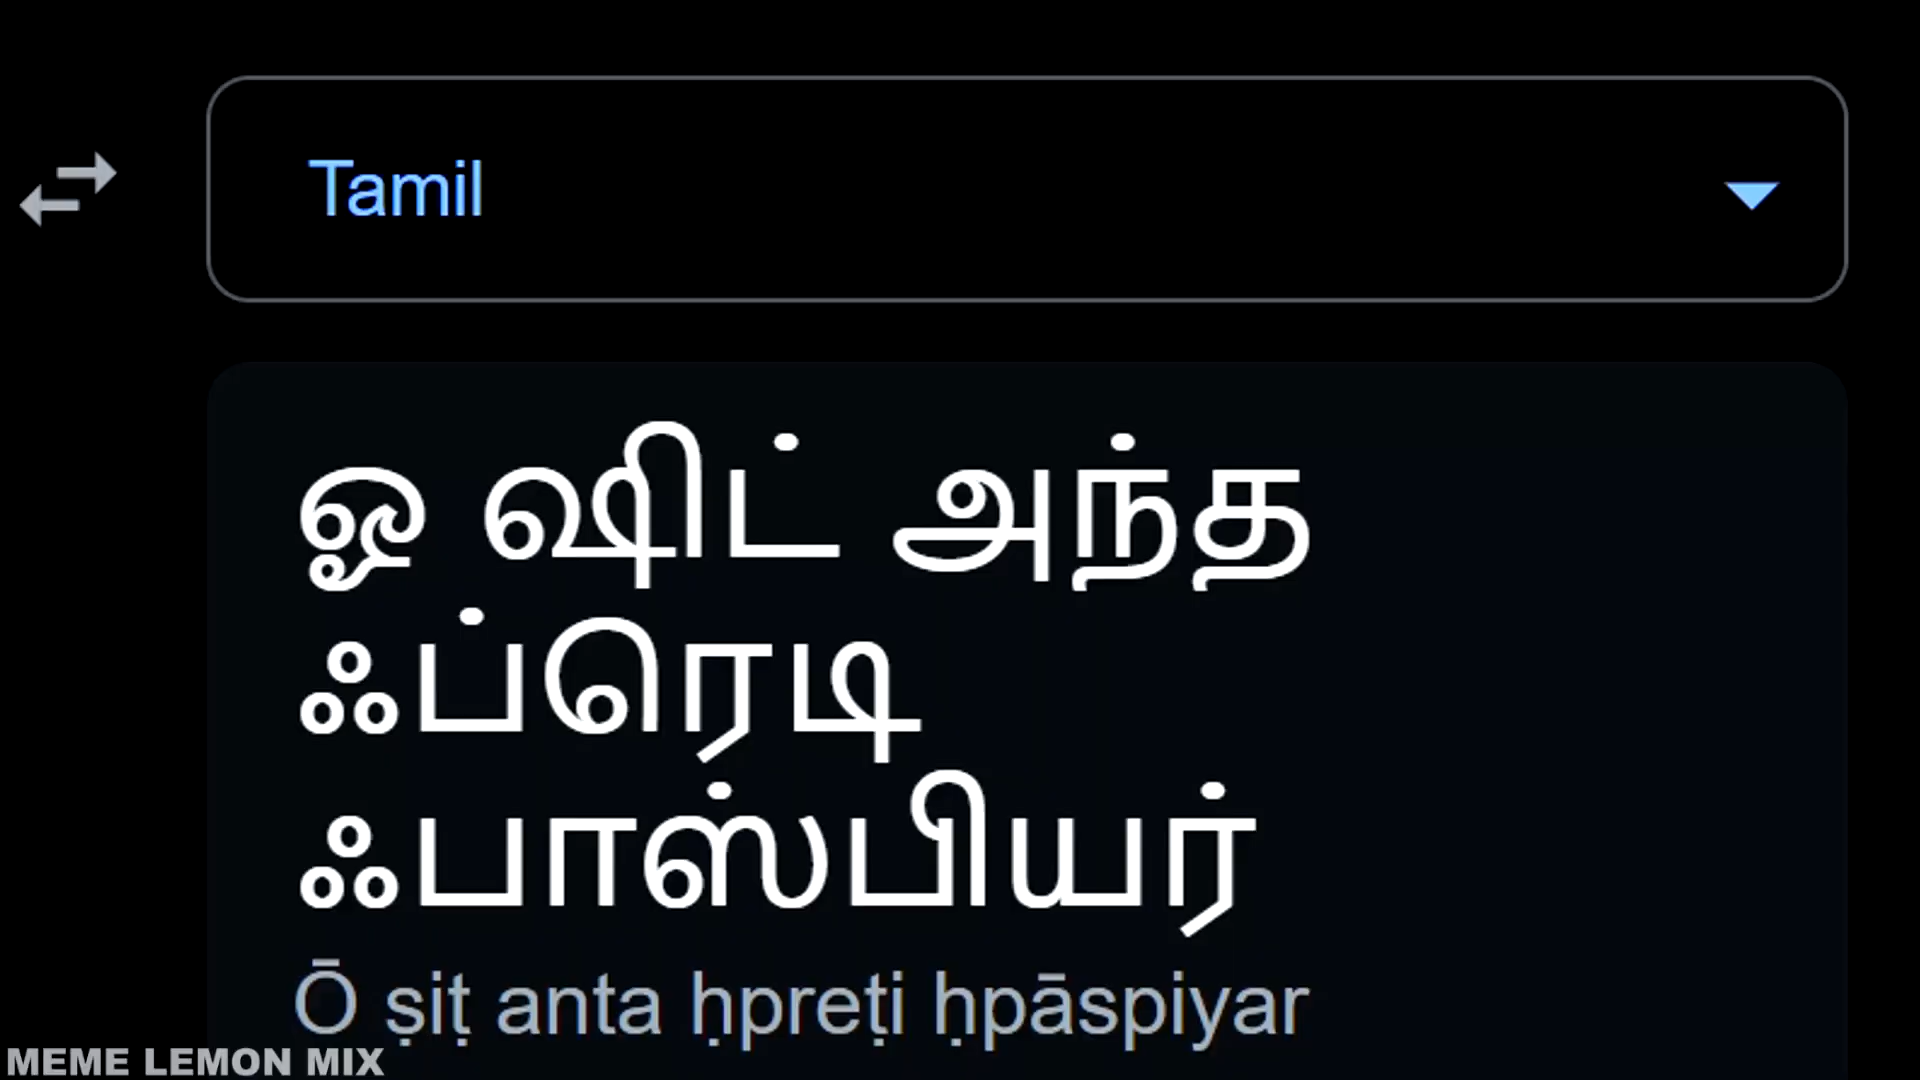 Tamil
ஓ ஷிட் அந்த
ஃப்ரெடி
ஃபாஸ்பியர்
Ō ṣiṭ anta ḥpreṭi ḥpāspiyar
MEME LEMON MIX